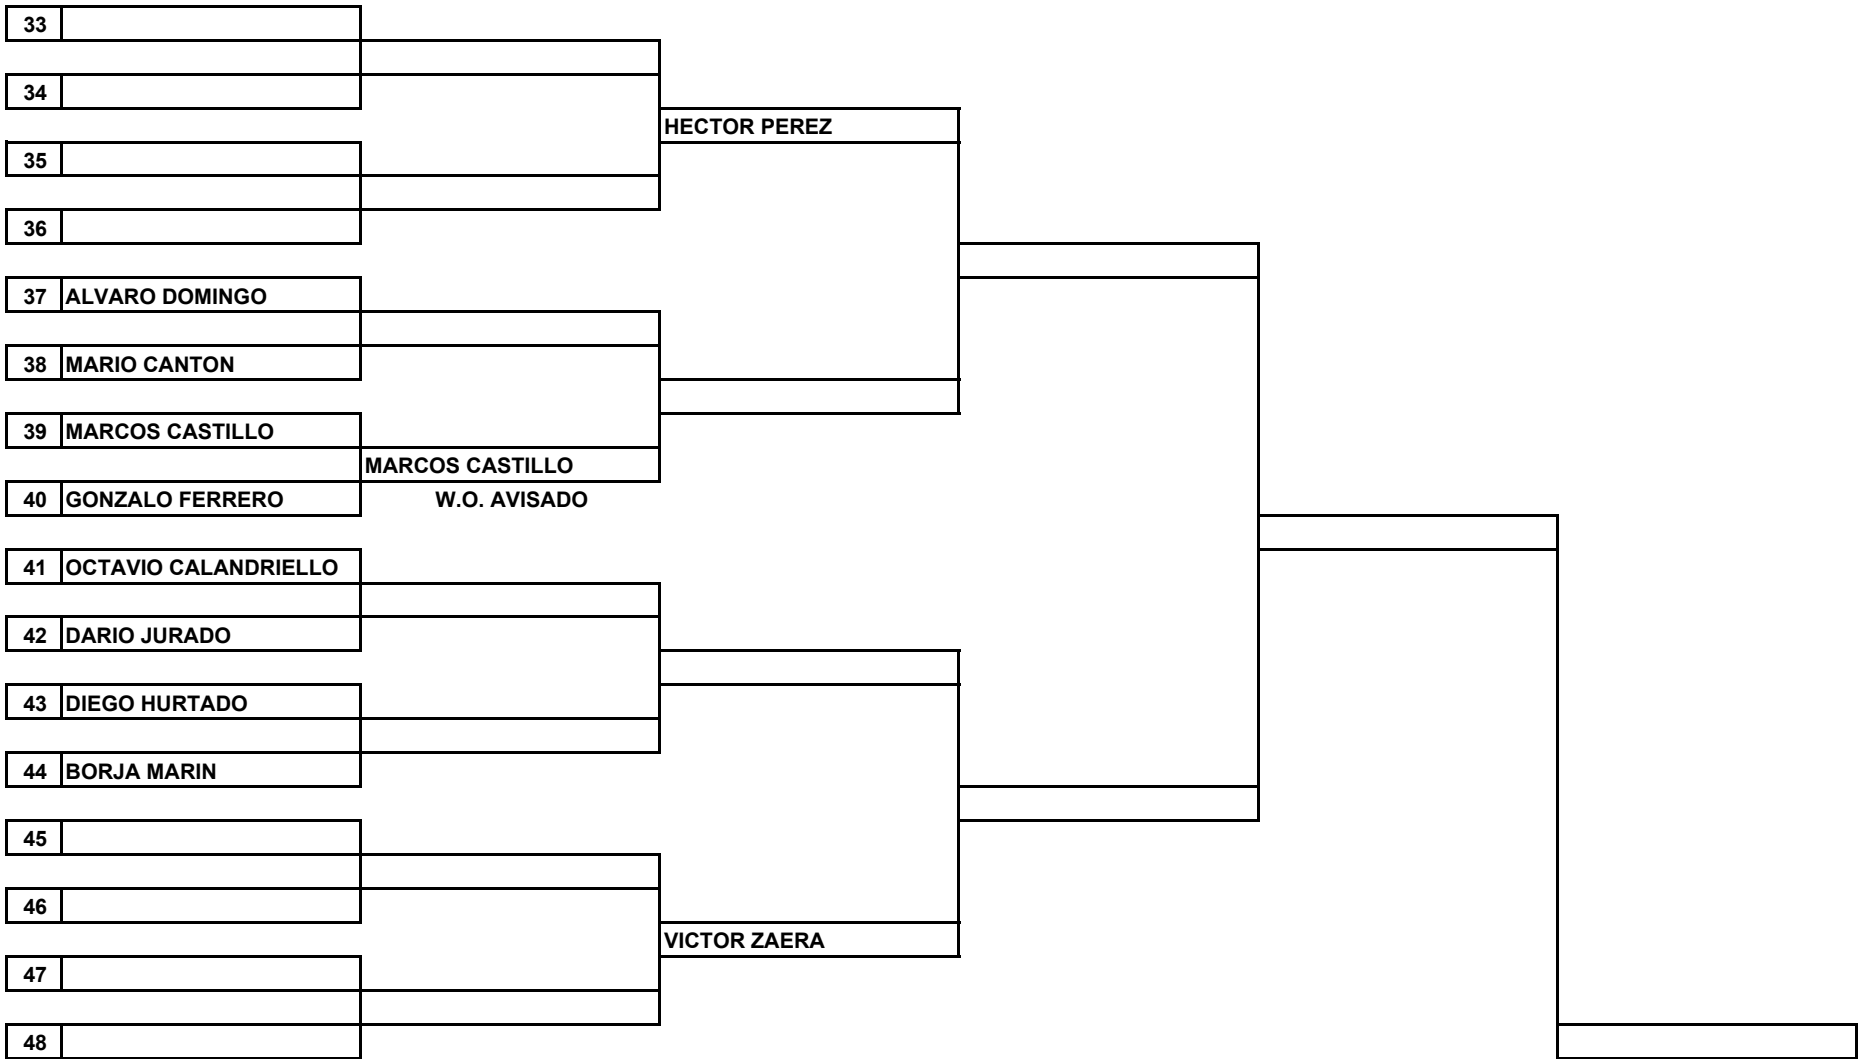 33
34
HECTOR PEREZ
35
36
37 ALVARO DOMINGO
38 MARIO CANTON
39 MARCOS CASTILLO
MARCOS CASTILLO
40 GONZALO FERRERO W.O. AVISADO
41 OCTAVIO CALANDRIELLO
42 DARIO JURADO
43 DIEGO HURTADO
44 BORJA MARIN
45
46
VICTOR ZAERA
47
48